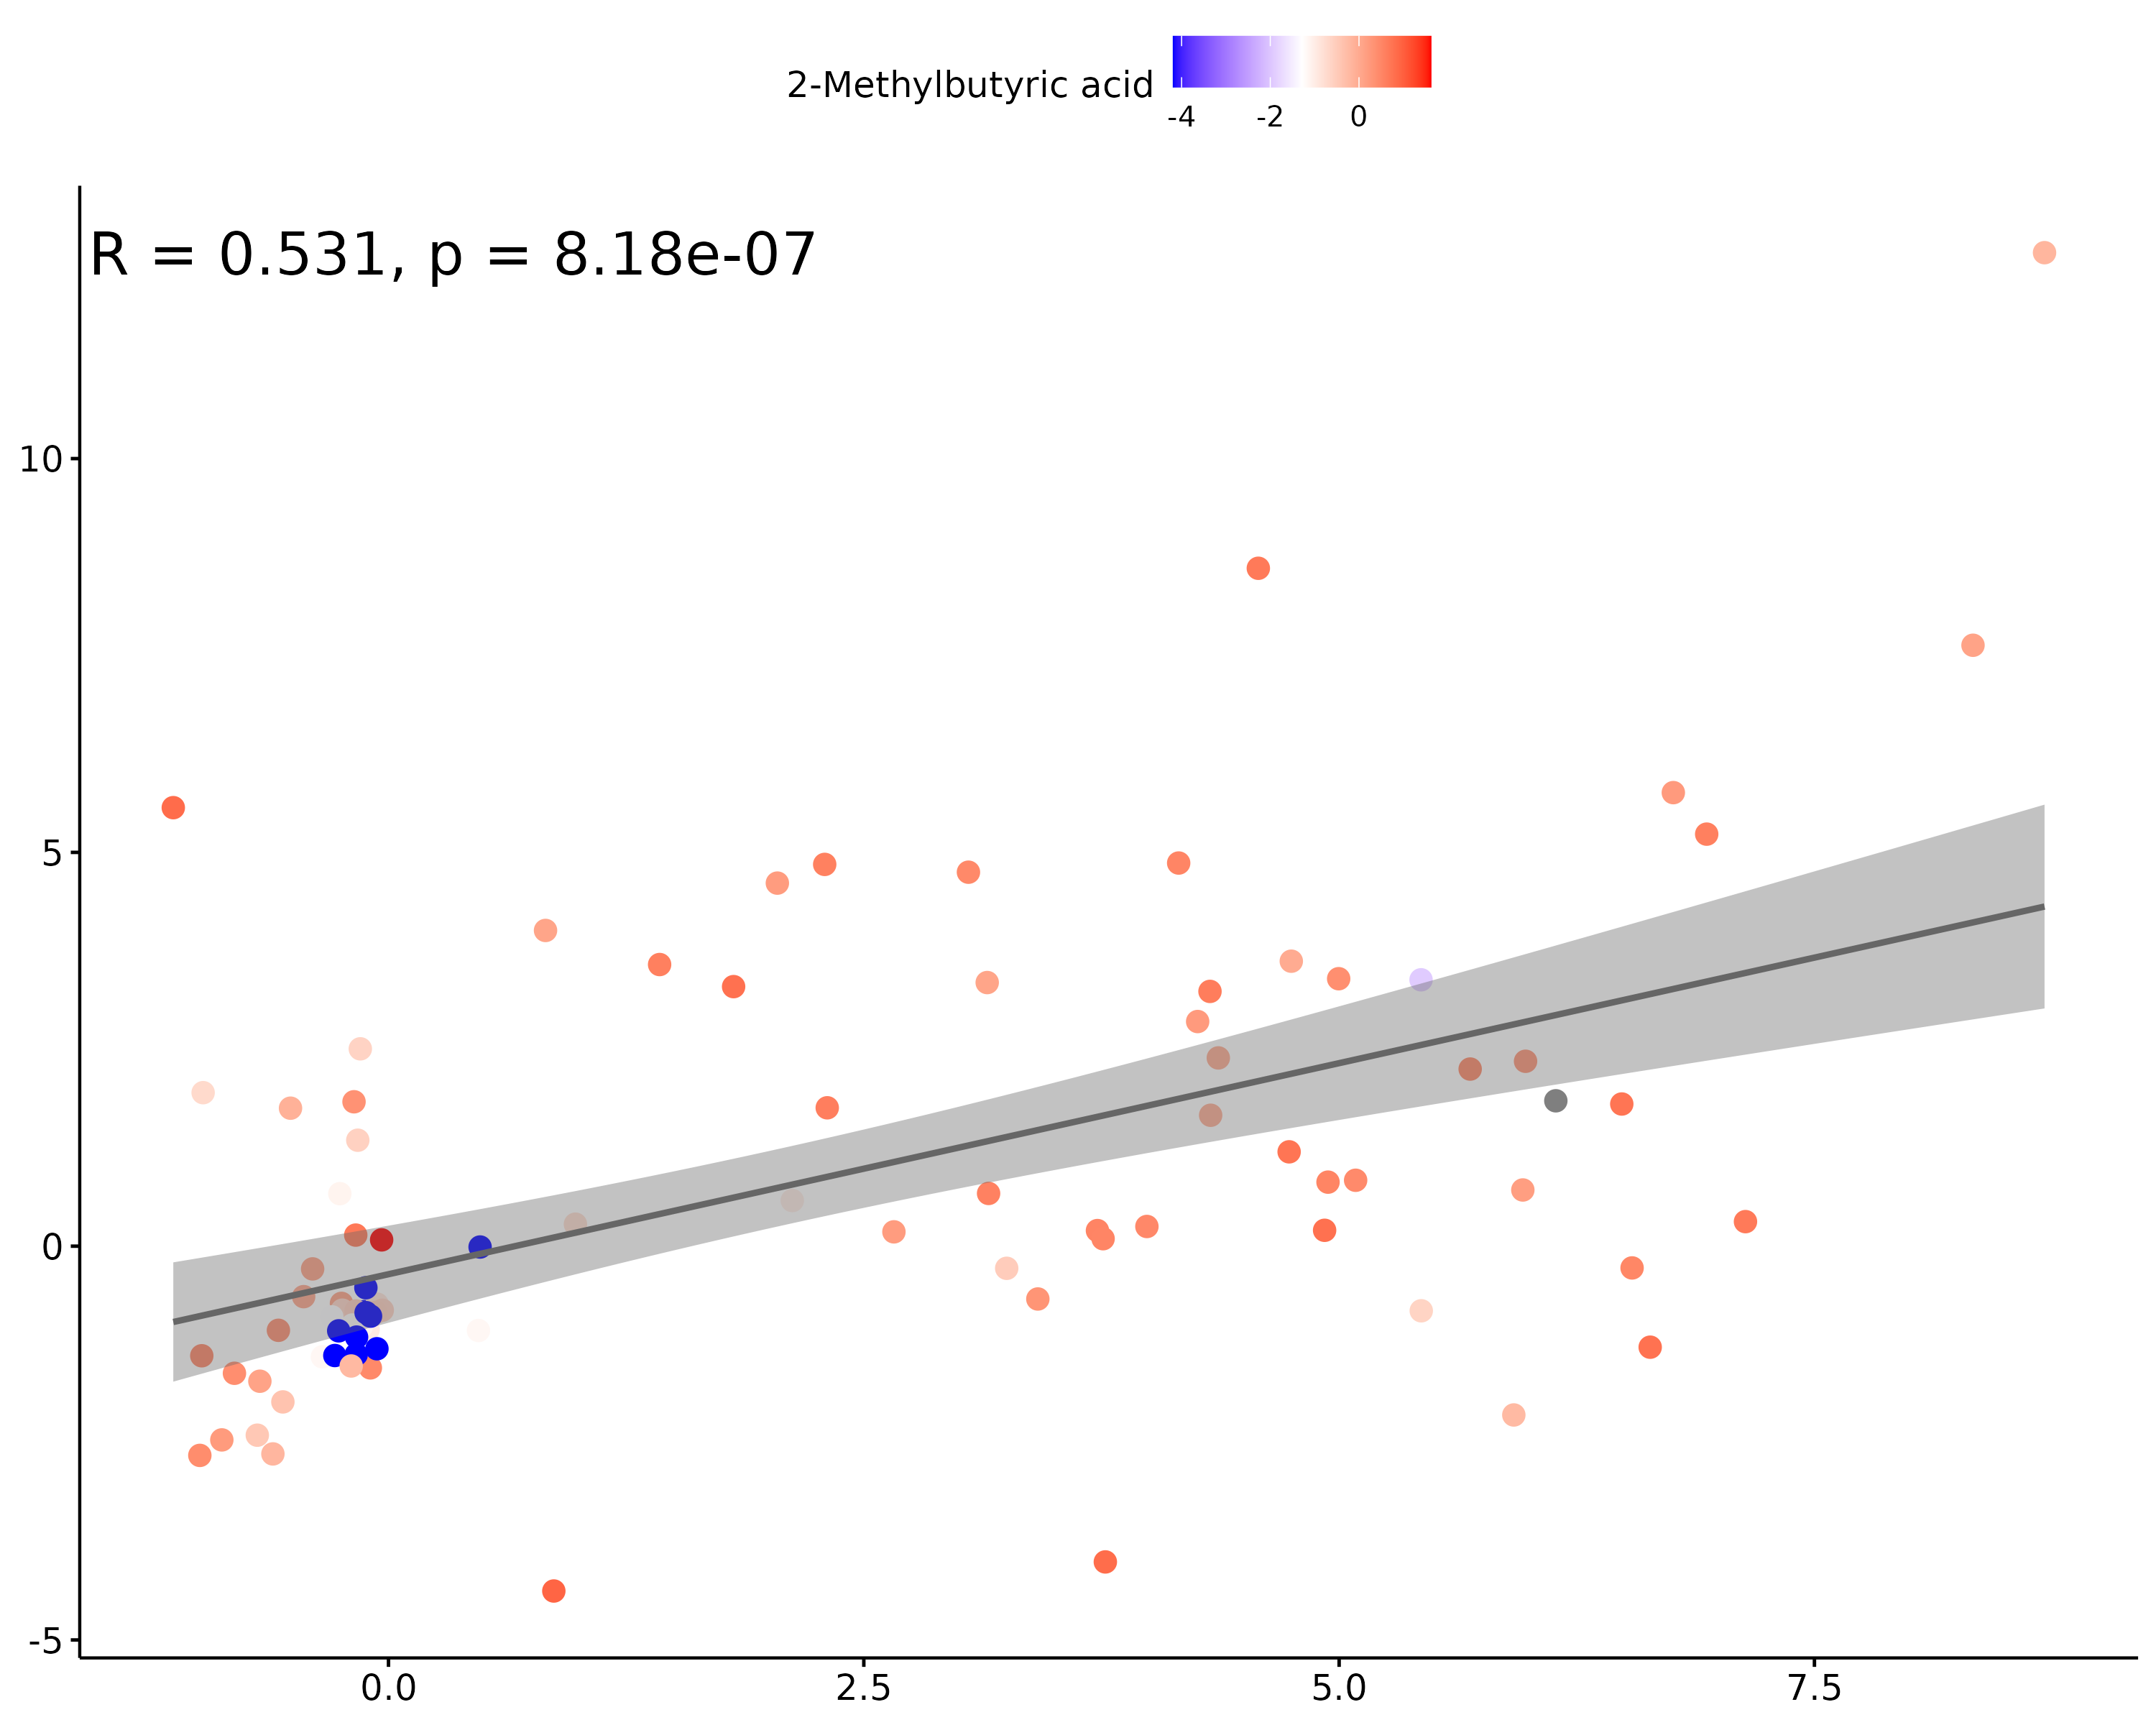 2-Methylbutyric acid
-4 -2 0
R = 0.531, p = 8.18e-07
10
5
0
-5
0.0 2.5 5.0 7.5